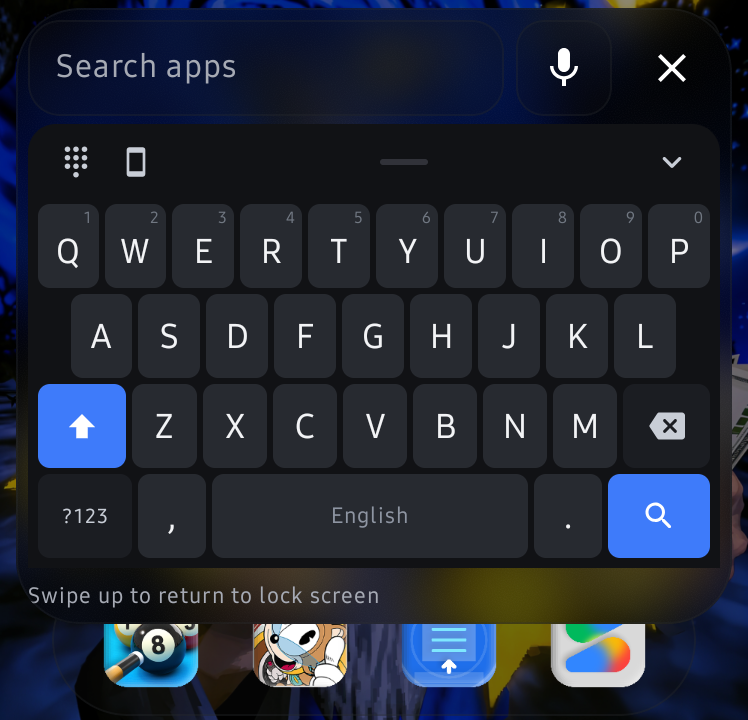 Search apps
1 2 3 4 5 6 7 8 9 0
Q W E R T Y U I O P
A S D F G H J K L
Z X C V B N M
?123 , English .
Swipe up to return to lock screen
8